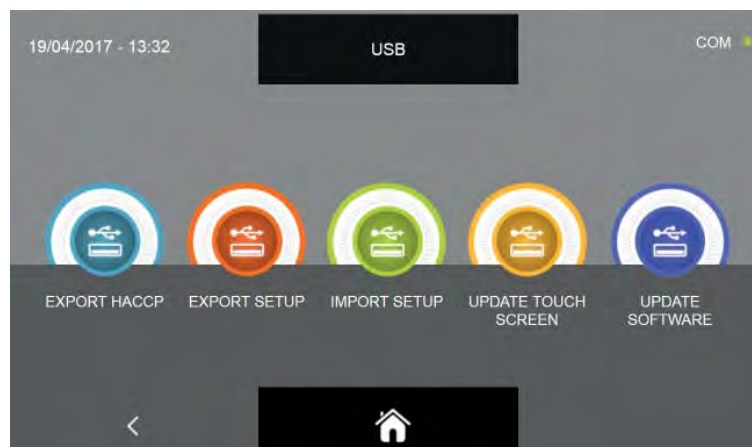 19/04/2017 - 13:32
USB
COM
EXPORT HACCP
EXPORT SETUP
IMPORT SETUP
UPDATE TOUCH
SCREEN
UPDATE
SOFTWARE